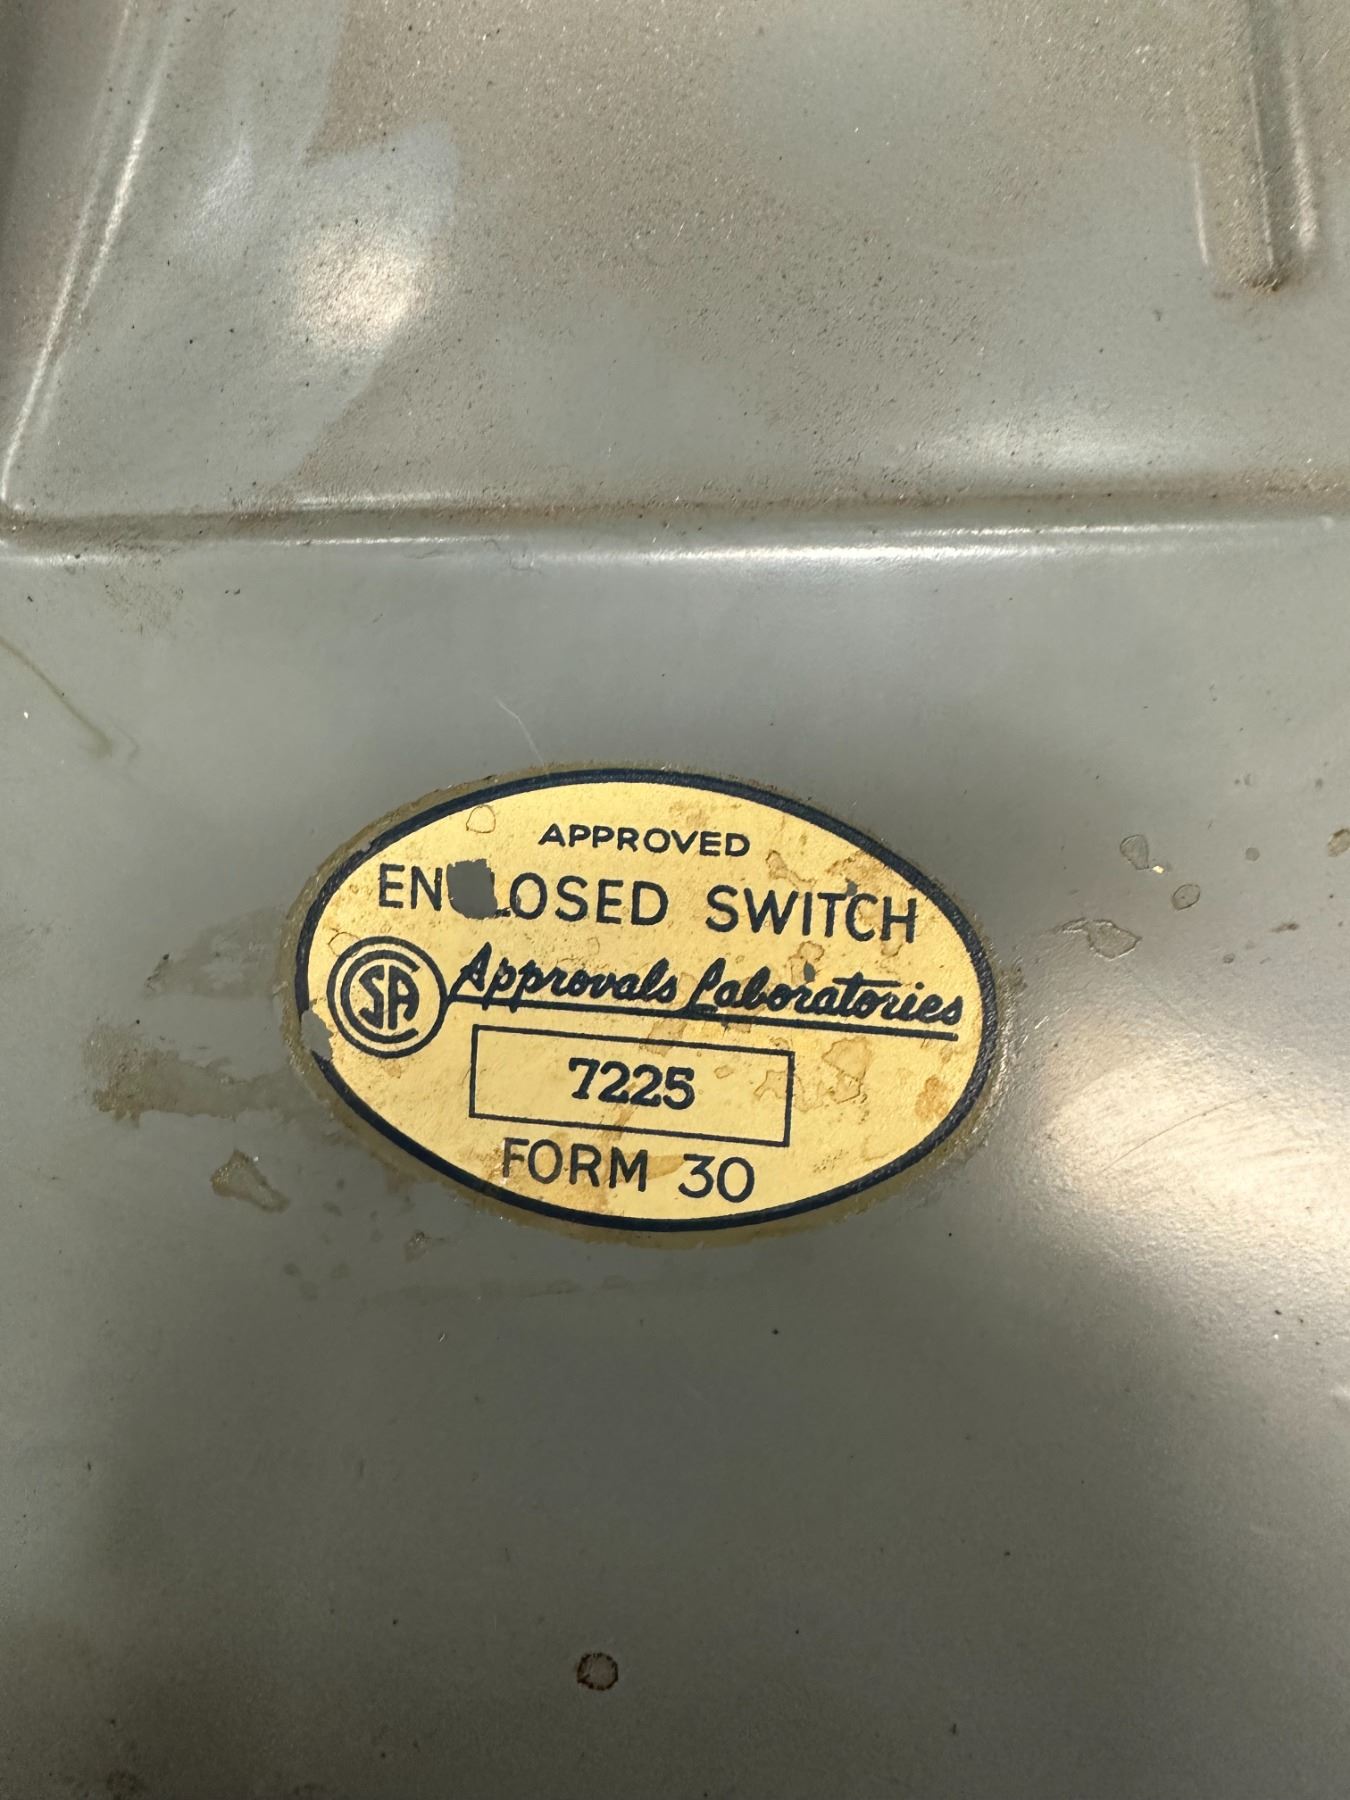 APPROVED
ENCLOSED SWITCH
CSA Approvals Laboratories
7225
FORM 30